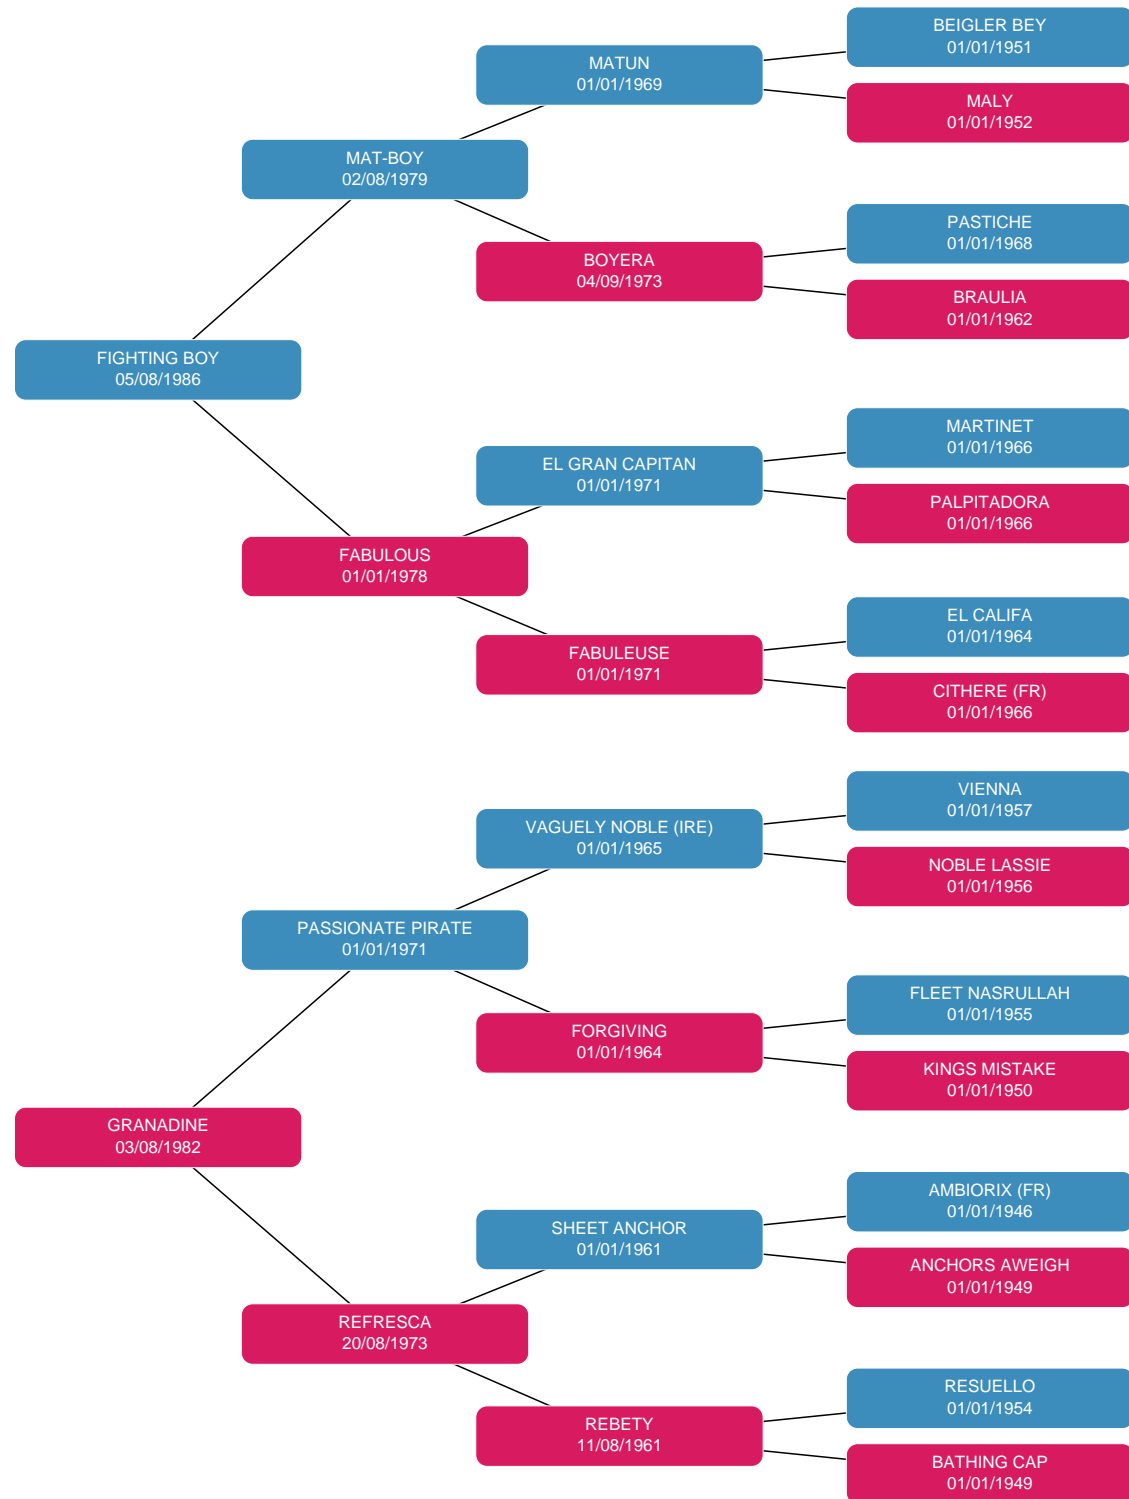 BEIGLER BEY
01/01/1951
MATUN
01/01/1969
MALY
01/01/1952
MAT-BOY
02/08/1979
PASTICHE
01/01/1968
BOYERA
04/09/1973
BRAULIA
01/01/1962
FIGHTING BOY
05/08/1986
MARTINET
01/01/1966
EL GRAN CAPITAN
01/01/1971
PALPITADORA
01/01/1966
FABULOUS
01/01/1978
EL CALIFA
01/01/1964
FABULEUSE
01/01/1971
CITHERE (FR)
01/01/1966
VIENNA
01/01/1957
VAGUELY NOBLE (IRE)
01/01/1965
NOBLE LASSIE
01/01/1956
PASSIONATE PIRATE
01/01/1971
FLEET NASRULLAH
01/01/1955
FORGIVING
01/01/1964
KINGS MISTAKE
01/01/1950
GRANADINE
03/08/1982
AMBIORIX (FR)
01/01/1946
SHEET ANCHOR
01/01/1961
ANCHORS AWEIGH
01/01/1949
REFRESCA
20/08/1973
RESUELLO
01/01/1954
REBETY
11/08/1961
BATHING CAP
01/01/1949